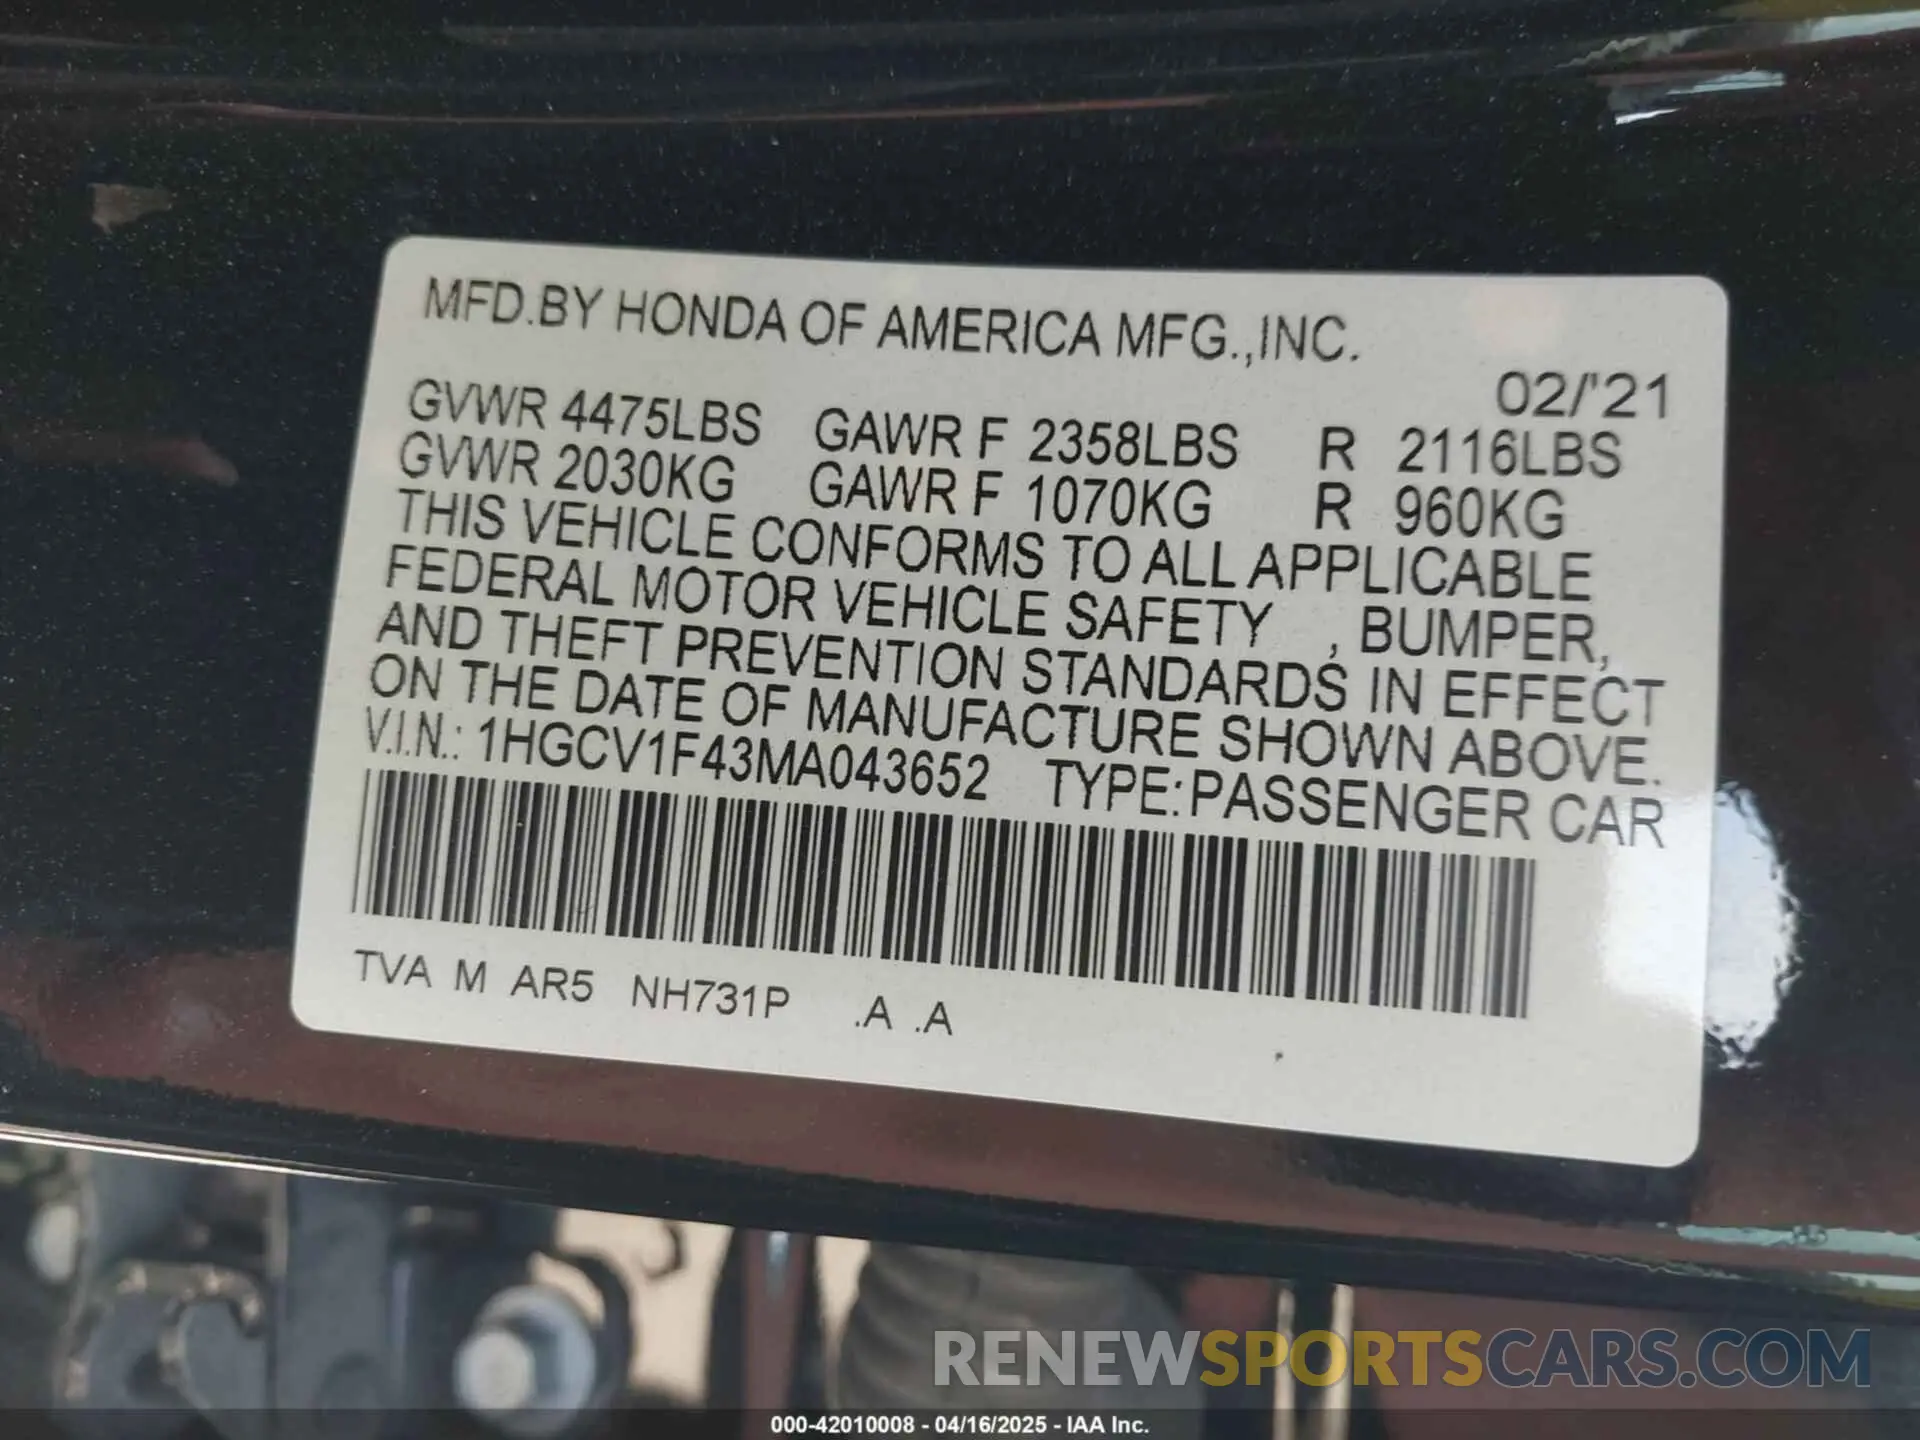 MFD.BY HONDA OF AMERICA MFG.,INC.
02/'21
GVWR 4475LBS GAWR F 2358LBS R 2116LBS
GVWR 2030KG GAWR F 1070KG R 960KG
THIS VEHICLE CONFORMS TO ALL APPLICABLE
FEDERAL MOTOR VEHICLE SAFETY , BUMPER,
AND THEFT PREVENTION STANDARDS IN EFFECT
ON THE DATE OF MANUFACTURE SHOWN ABOVE.
V.I.N.: 1HGCV1F43MA043652 TYPE:PASSENGER CAR
TVA M AR5 NH731P .A .A
RENEWSPORTSCARS.COM
000-42010008 - 04/16/2025 - IAA Inc.